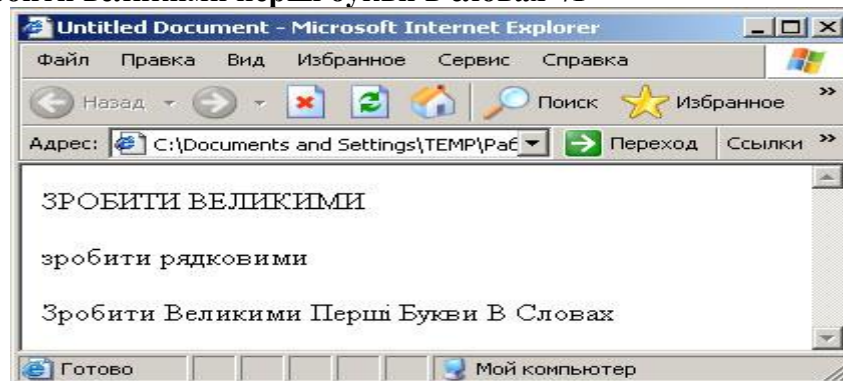 Untitled Document - Microsoft Internet Explorer
Файл Правка Вид Избранное Сервис Справка
Назад Поиск Избранное »
Адрес: C:\Documents and Settings\TEMP\Раб Переход Ссылки »
ЗРОБИТИ ВЕЛИКИМИ
зробити рядковими
Зробити Великими Перші Букви В Словах
Готово Мой компьютер